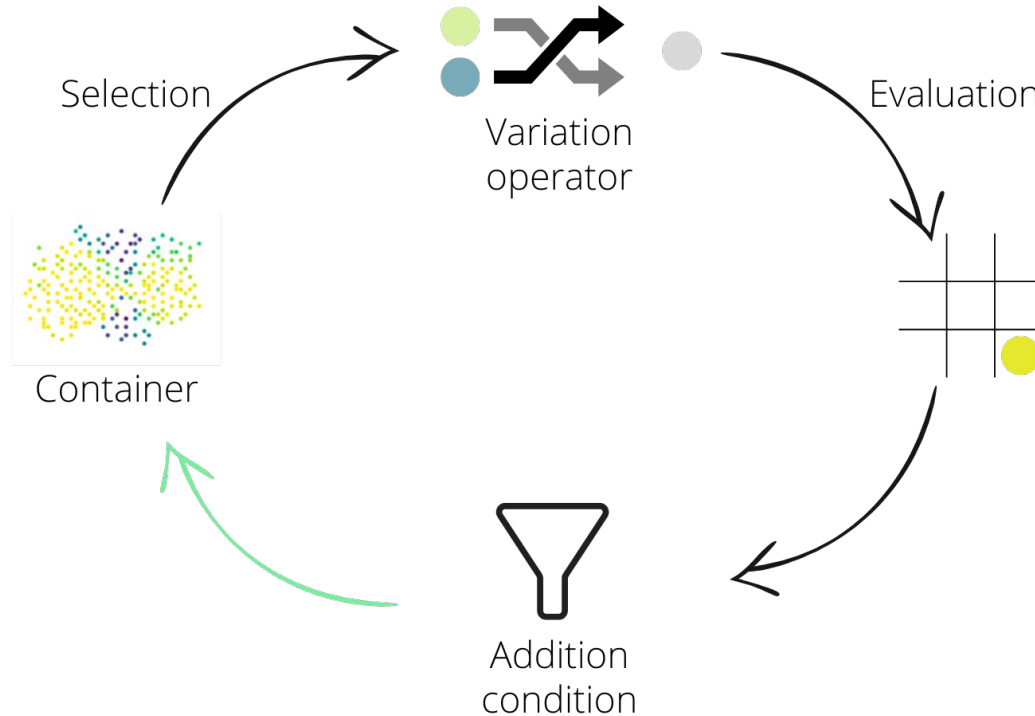 Selection
Evaluation
Variation
operator
Container
Addition
condition